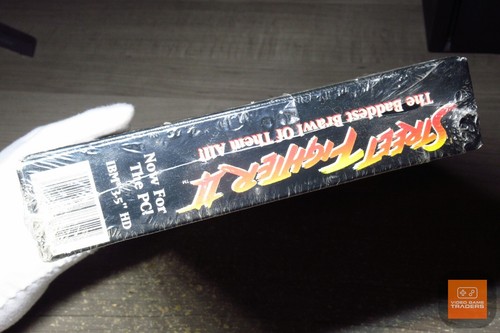 The Baddest Brawl Of Them All!
STREET FIGHTER II
Now For
The PC!
IBM 3.5" HD
VIDEO GAME
TRADERS